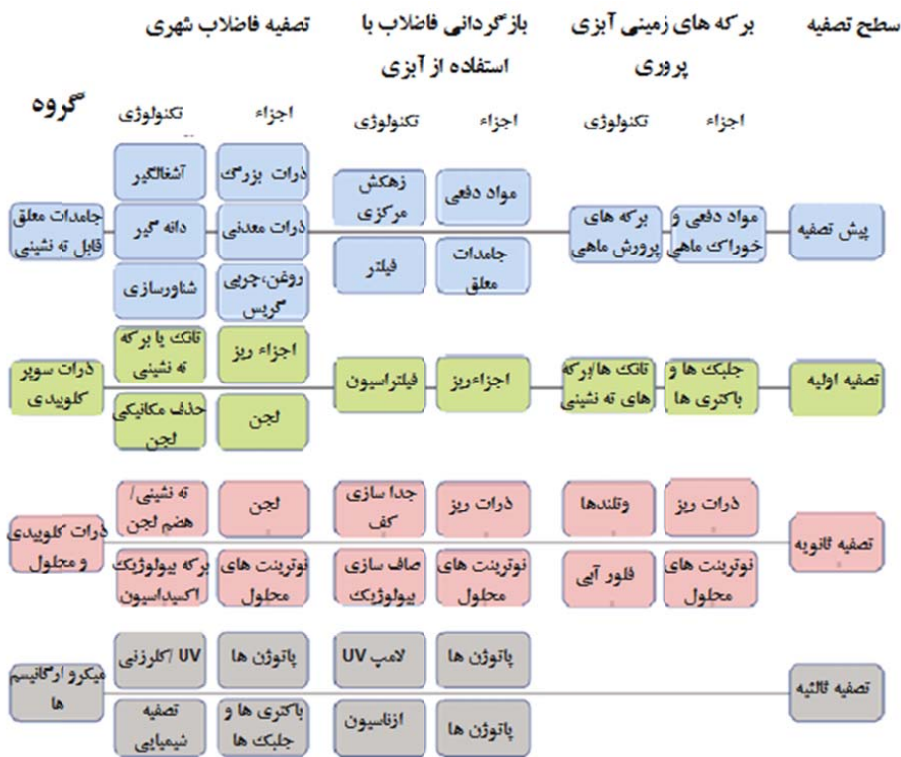 سطح تصفیه
برکه های زمینی آبزی
پروری
بازگردانی فاضلاب با
استفاده از آبزی
تصفیه فاضلاب شهری
گروه
اجزاء
تکنولوژی
اجزاء
تکنولوژی
اجزاء
تکنولوژی
پیش تصفیه
مواد دفعی و
خوراک ماهی
برکه های
پرورش ماهی
مواد دفعی
جامدات
معلق
زهکش
مرکزی
فیلتر
ذرات بزرگ
ذرات معدنی
روغن،چربی
گریس
آشغالگیر
دانه گیر
شناورسازی
جامدات معلق
قابل ته نشینی
تصفیه اولیه
جلبک ها و
باکتری ها
تانک ها/برکه
های ته نشینی
اجزاءریز
فیلتراسیون
اجزاء ریز
لجن
تانک یا برکه
ته نشینی
حذف مکانیکی
لجن
ذرات سوپر
کلوییدی
تصفیه ثانویه
ذرات ریز
نوترینت های
محلول
وتلندها
فلور آبی
ذرات ریز
نوترینت های
محلول
جدا سازی
کف
صاف سازی
بیولوژیک
لجن
نوترینت های
محلول
ته نشینی/
هضم لجن
برکه بیولوژیک
اکسیداسیون
ذرات کلوییدی
و محلول
تصفیه ثالثیه
پاتوژن ها
پاتوژن ها
لامپ UV
ازناسیون
پاتوژن ها
باکتری ها و
جلبک ها
UV /کلرزنی
تصفیه
شیمیایی
میکرو ارگانیسم
ها